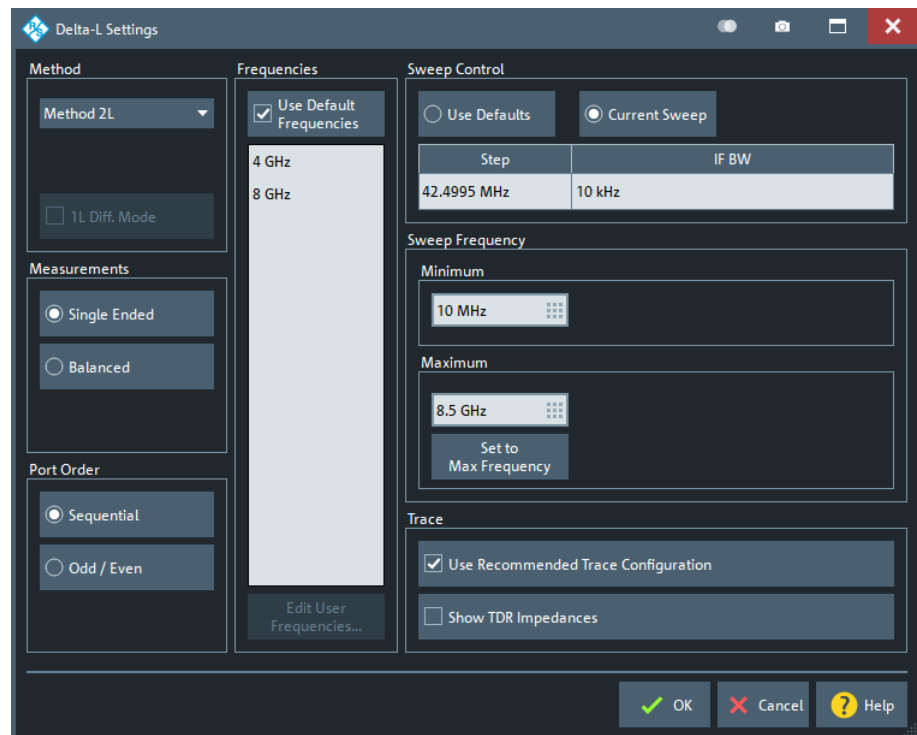 Delta-L Settings
Method
Method 2L
1L Diff. Mode
Measurements
Single Ended
Balanced
Port Order
Sequential
Odd / Even
Frequencies
Use Default
Frequencies
4 GHz
8 GHz
Edit User
Frequencies...
Sweep Control
Use Defaults
Current Sweep
Step IF BW
42.4995 MHz 10 kHz
Sweep Frequency
Minimum
10 MHz
Maximum
8.5 GHz
Set to
Max Frequency
Trace
Use Recommended Trace Configuration
Show TDR Impedances
OK Cancel ? Help